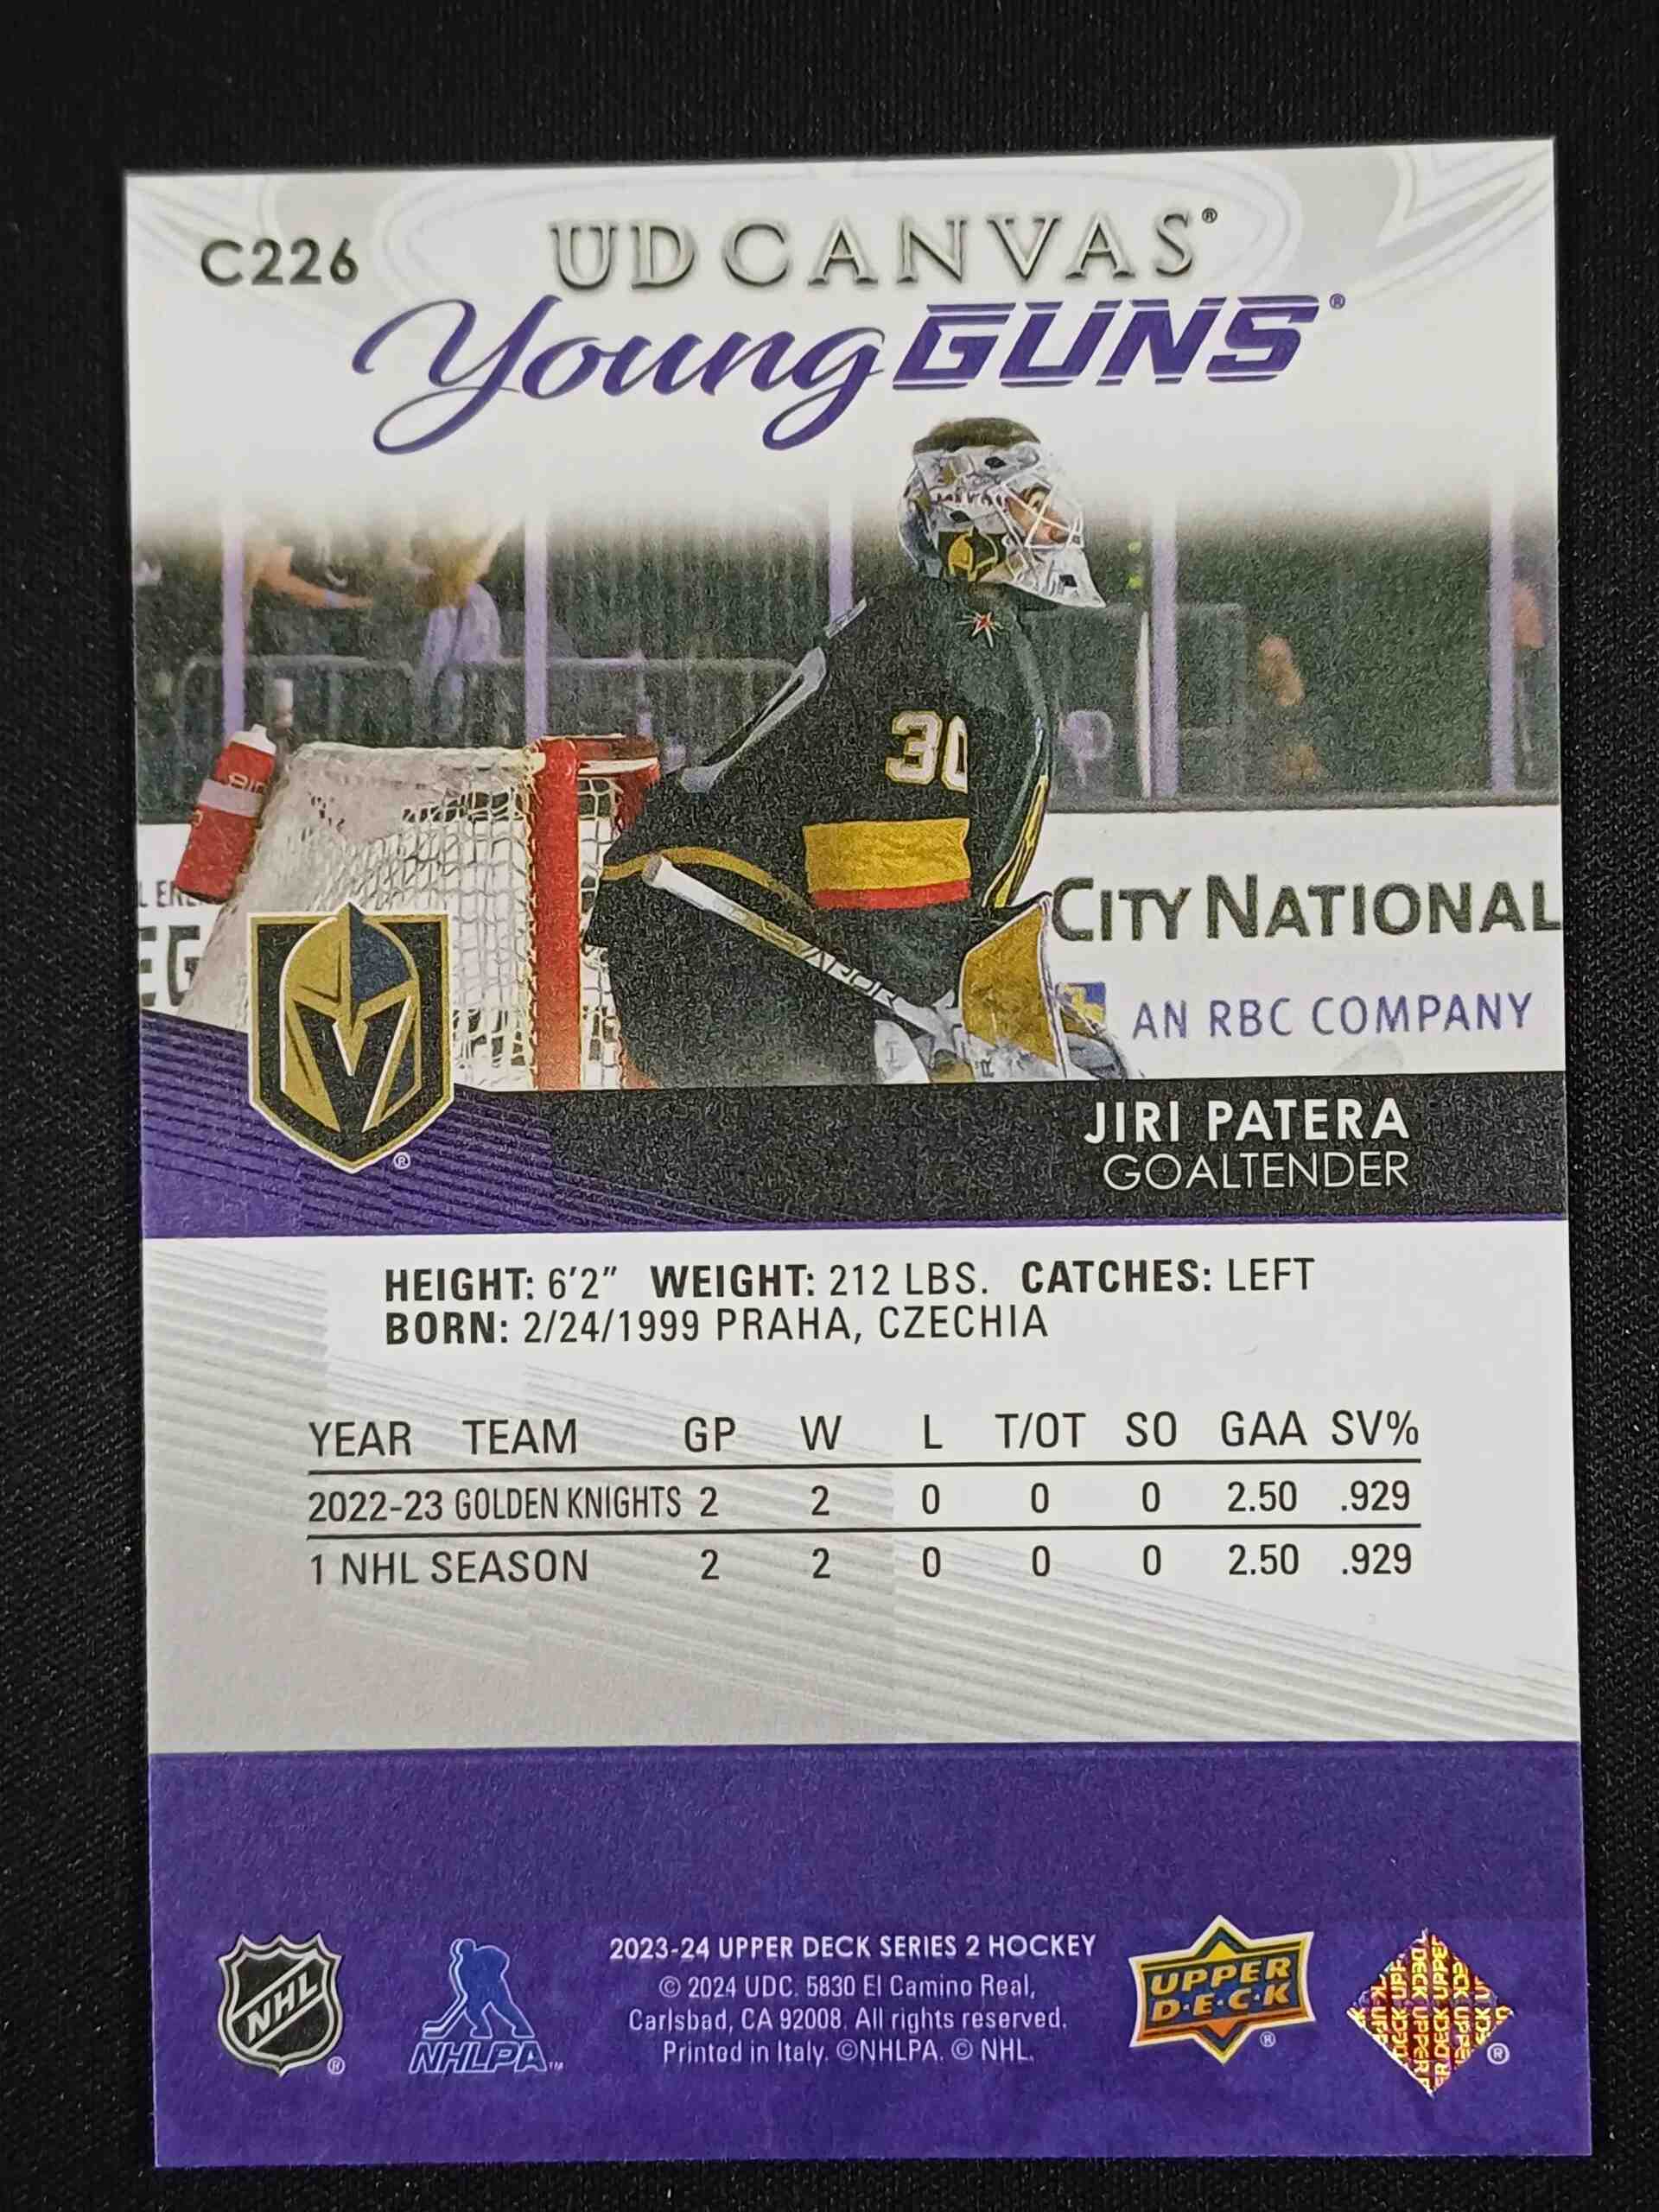 C226
UD CANVAS®
Young GUNS®
30
CITY NATIONAL
AN RBC COMPANY
EG
JIRI PATERA
GOALTENDER
®
HEIGHT: 6'2" WEIGHT: 212 LBS. CATCHES: LEFT
BORN: 2/24/1999 PRAHA, CZECHIA
YEAR TEAM GP W L T/OT SO GAA SV%
2022-23 GOLDEN KNIGHTS 2 2 0 0 0 2.50 .929
1 NHL SEASON 2 2 0 0 0 2.50 .929
2023-24 UPPER DECK SERIES 2 HOCKEY
© 2024 UDC. 5830 El Camino Real,
Carlsbad, CA 92008. All rights reserved.
Printed in Italy. ©NHLPA. © NHL.
NHL®
NHLPA™
UPPER
D·E·C·K®
®